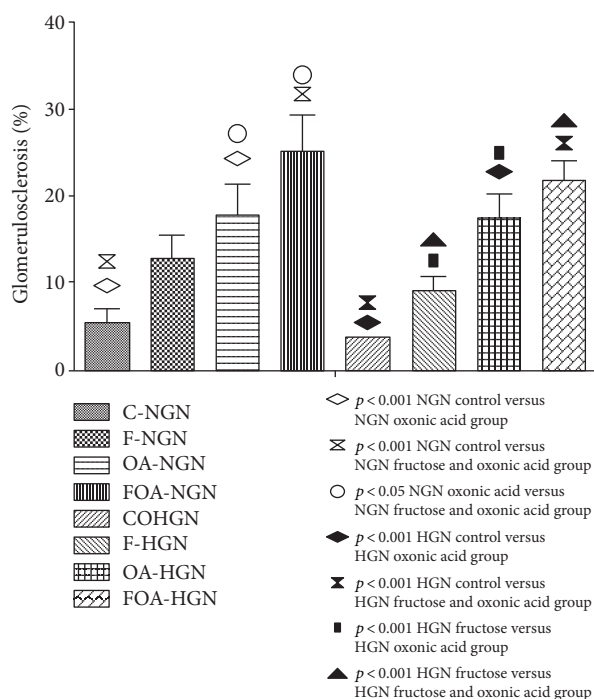 40
30
20
10
0
Glomerulosclerosis (%)
C-NGN
F-NGN
OA-NGN
FOA-NGN
COHGN
F-HGN
OA-HGN
FOA-HGN
p < 0.001 NGN control versus
NGN oxonic acid group
p < 0.001 NGN control versus
NGN fructose and oxonic acid group
p < 0.05 NGN oxonic acid versus
NGN fructose and oxonic acid group
p < 0.001 HGN control versus
HGN oxonic acid group
p < 0.001 HGN control versus
HGN fructose and oxonic acid group
p < 0.001 HGN fructose versus
HGN oxonic acid group
p < 0.001 HGN fructose versus
HGN fructose and oxonic acid group